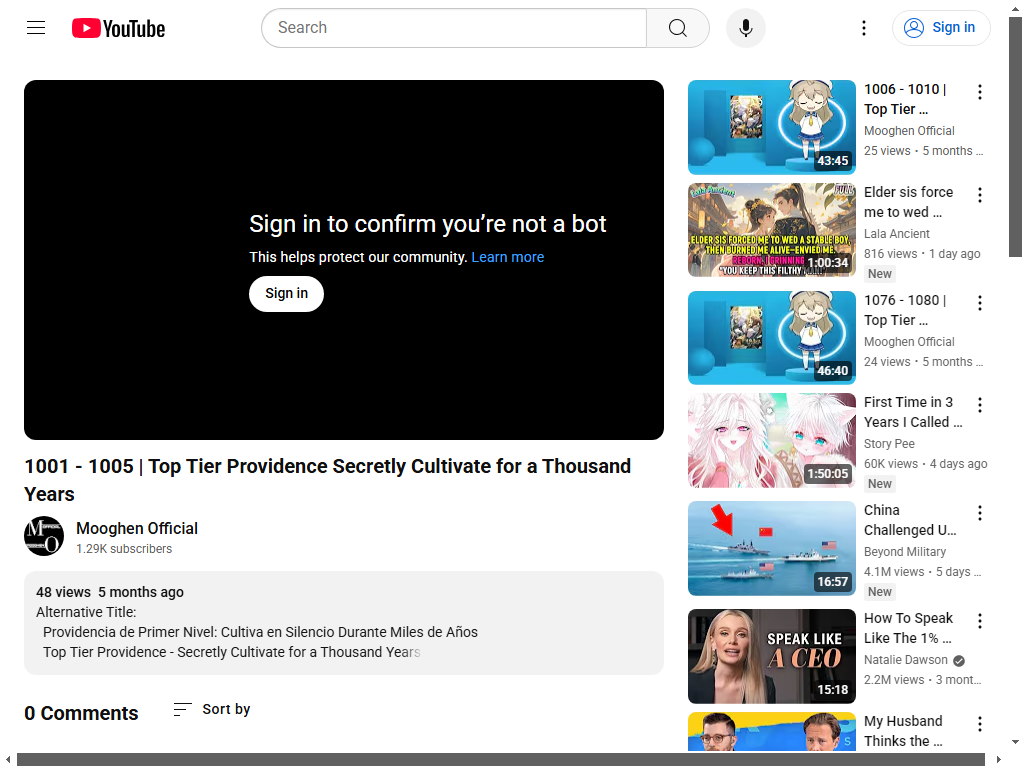 YouTube
Search
Sign in
Sign in to confirm you're not a bot
This helps protect our community. Learn more
Sign in
1001 - 1005 | Top Tier Providence Secretly Cultivate for a Thousand
Years
Mooghen Official
1.29K subscribers
48 views 5 months ago
Alternative Title:
Providencia de Primer Nivel: Cultiva en Silencio Durante Miles de Años
Top Tier Providence - Secretly Cultivate for a Thousand Years
0 Comments
Sort by
43:45
1006 - 1010 |
Top Tier ...
Mooghen Official
25 views • 5 months ...
FULL
ELDER SIS FORCED ME TO WED A STABLE BOY,
THEN BURNED ME ALIVE—ENVIED ME.
REBORN, I GRINNING
"YOU KEEP THIS FILTHY
1:00:34
Elder sis force
me to wed ...
Lala Ancient
816 views • 1 day ago
New
46:40
1076 - 1080 |
Top Tier ...
Mooghen Official
24 views • 5 months ...
1:50:05
First Time in 3
Years I Called ...
Story Pee
60K views • 4 days ago
New
16:57
China
Challenged U...
Beyond Military
4.1M views • 5 days ...
New
SPEAK LIKE
A CEO
15:18
How To Speak
Like The 1% ...
Natalie Dawson
2.2M views • 3 mont...
My Husband
Thinks the ...